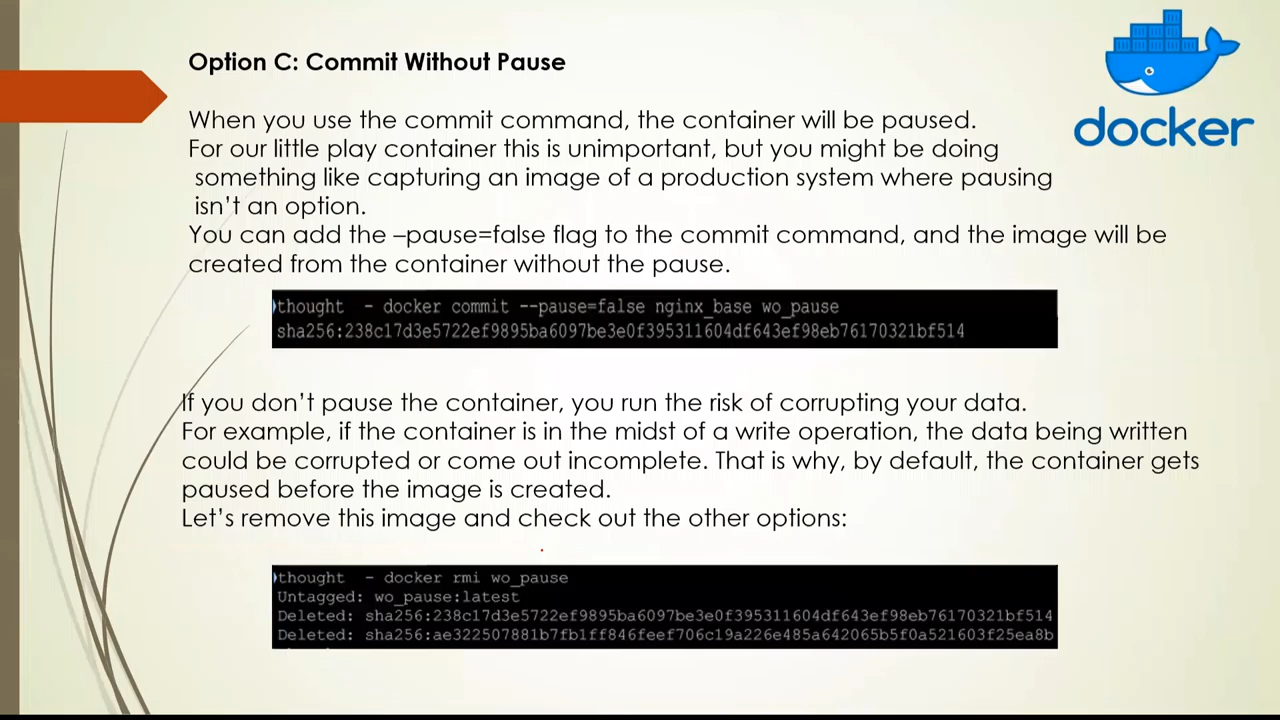 Option C: Commit Without Pause
docker
When you use the commit command, the container will be paused.
For our little play container this is unimportant, but you might be doing
something like capturing an image of a production system where pausing
isn't an option.
You can add the –pause=false flag to the commit command, and the image will be
created from the container without the pause.
thought - docker commit --pause=false nginx_base wo_pause
sha256:238c17d3e5722ef9895ba6097be3e0f395311604df643ef98eb76170321bf514
If you don't pause the container, you run the risk of corrupting your data.
For example, if the container is in the midst of a write operation, the data being written
could be corrupted or come out incomplete. That is why, by default, the container gets
paused before the image is created.
Let's remove this image and check out the other options:
thought - docker rmi wo_pause
Untagged: wo_pause:latest
Deleted: sha256:238c17d3e5722ef9895ba6097be3e0f395311604df643ef98eb76170321bf514
Deleted: sha256:ae322507881b7fb1ff846feef706c19a226e485a642065b5f0a521603f25ea8b